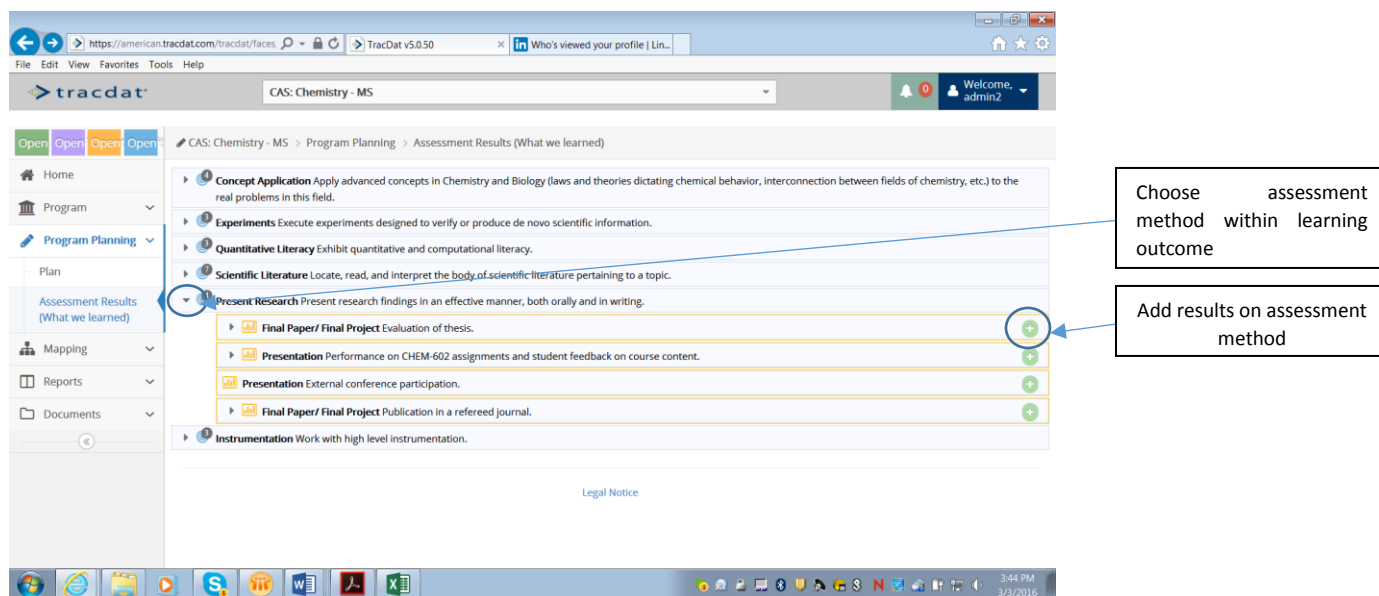 https://american.tracdat.com/tracdat/faces
TracDat v5.0.50
Who's viewed your profile | Lin...
File Edit View Favorites Tools Help
tracdat
CAS: Chemistry - MS
0
Welcome,
admin2
Open Open Open Open
CAS: Chemistry - MS > Program Planning > Assessment Results (What we learned)
Home
Program
Program Planning
Plan
Assessment Results
(What we learned)
Mapping
Reports
Documents
4 Concept Application Apply advanced concepts in Chemistry and Biology (laws and theories dictating chemical behavior, interconnection between fields of chemistry, etc.) to the
real problems in this field.
Experiments Execute experiments designed to verify or produce de novo scientific information.
3 Quantitative Literacy Exhibit quantitative and computational literacy.
7 Scientific Literature Locate, read, and interpret the body of scientific literature pertaining to a topic.
Present Research Present research findings in an effective manner, both orally and in writing.
Final Paper/ Final Project Evaluation of thesis.
Presentation Performance on CHEM-602 assignments and student feedback on course content.
Presentation External conference participation.
Final Paper/ Final Project Publication in a refereed journal.
3 Instrumentation Work with high level instrumentation.
Legal Notice
Choose assessment
method within learning
outcome
Add results on assessment
method
3:44 PM
3/3/2016